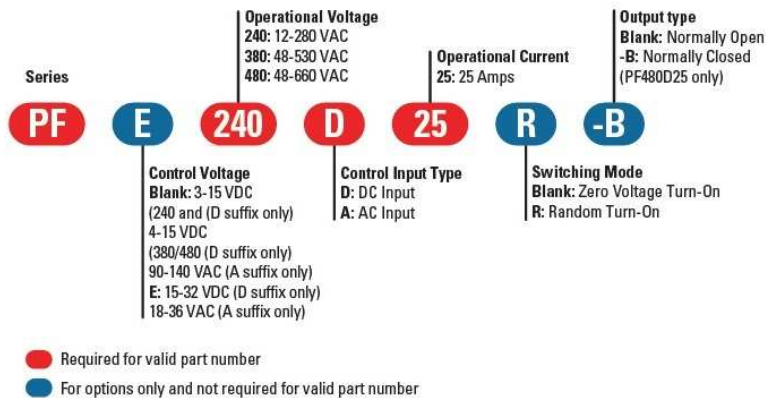 Operational Voltage
240: 12-280 VAC
380: 48-530 VAC
480: 48-660 VAC
Operational Current
25: 25 Amps
Output type
Blank: Normally Open
-B: Normally Closed
(PF480D25 only)
Series
PF E 240 D 25 R -B
Control Voltage
Blank: 3-15 VDC
(240 and (D suffix only)
4-15 VDC
(380/480 (D suffix only)
90-140 VAC (A suffix only)
E: 15-32 VDC (D suffix only)
18-36 VAC (A suffix only)
Control Input Type
D: DC Input
A: AC Input
Switching Mode
Blank: Zero Voltage Turn-On
R: Random Turn-On
Required for valid part number
For options only and not required for valid part number